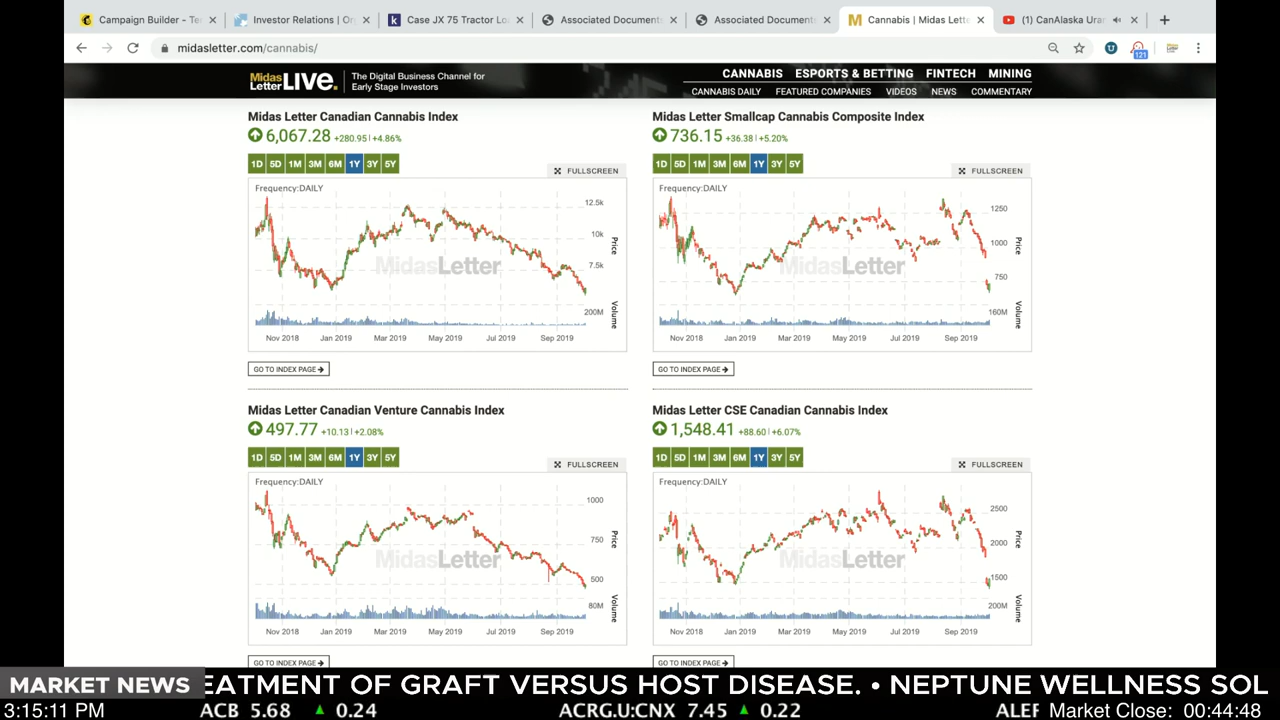 Campaign Builder - Te
Investor Relations | Or
Case JX 75 Tractor Lo
Associated Document
Associated Document
Cannabis | Midas Lette
(1) CanAlaska Uran
midasletter.com/cannabis/
121
Midas Letter LIVE.
The Digital Business Channel for
Early Stage Investors
CANNABIS ESPORTS & BETTING FINTECH MINING
CANNABIS DAILY FEATURED COMPANIES VIDEOS NEWS COMMENTARY
Midas Letter Canadian Cannabis Index
6,067.28 +280.95 | +4.86%
1D 5D 1M 3M 6M 1Y 3Y 5Y
FULLSCREEN
Frequency:DAILY
12.5k
10k
7.5k
Price
MidasLetter
200M
Volume
Nov 2018 Jan 2019 Mar 2019 May 2019 Jul 2019 Sep 2019
GO TO INDEX PAGE
Midas Letter Smallcap Cannabis Composite Index
736.15 +36.38 | +5.20%
1D 5D 1M 3M 6M 1Y 3Y 5Y
FULLSCREEN
Frequency:DAILY
1250
1000
750
Price
MidasLetter
160M
Volume
Nov 2018 Jan 2019 Mar 2019 May 2019 Jul 2019 Sep 2019
GO TO INDEX PAGE
Midas Letter Canadian Venture Cannabis Index
497.77 +10.13 | +2.08%
1D 5D 1M 3M 6M 1Y 3Y 5Y
FULLSCREEN
Frequency:DAILY
1000
750
500
Price
MidasLetter
80M
Volume
Nov 2018 Jan 2019 Mar 2019 May 2019 Jul 2019 Sep 2019
GO TO INDEX PAGE
Midas Letter CSE Canadian Cannabis Index
1,548.41 +88.60 | +6.07%
1D 5D 1M 3M 6M 1Y 3Y 5Y
FULLSCREEN
Frequency:DAILY
2500
2000
1500
Price
MidasLetter
200M
Volume
Nov 2018 Jan 2019 Mar 2019 May 2019 Jul 2019 Sep 2019
GO TO INDEX PAGE
MARKET NEWS EATMENT OF GRAFT VERSUS HOST DISEASE. • NEPTUNE WELLNESS SOL
3:15:11 PM ACB 5.68 0.24 ACRG.U:CNX 7.45 0.22 ALEF Market Close: 00:44:48